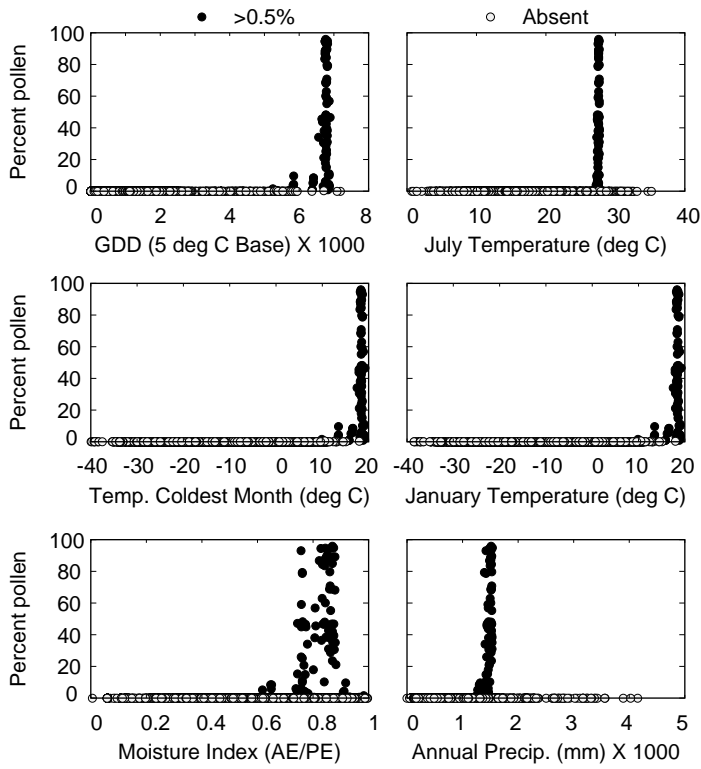 >0.5% Absent
Percent pollen
100
80
60
40
20
0
0 2 4 6 8
GDD (5 deg C Base) X 1000
0 10 20 30 40
July Temperature (deg C)
Percent pollen
100
80
60
40
20
0
-40 -30 -20 -10 0 10 20
Temp. Coldest Month (deg C)
-40 -30 -20 -10 0 10 20
January Temperature (deg C)
Percent pollen
100
80
60
40
20
0
0 0.2 0.4 0.6 0.8 1
Moisture Index (AE/PE)
0 1 2 3 4 5
Annual Precip. (mm) X 1000